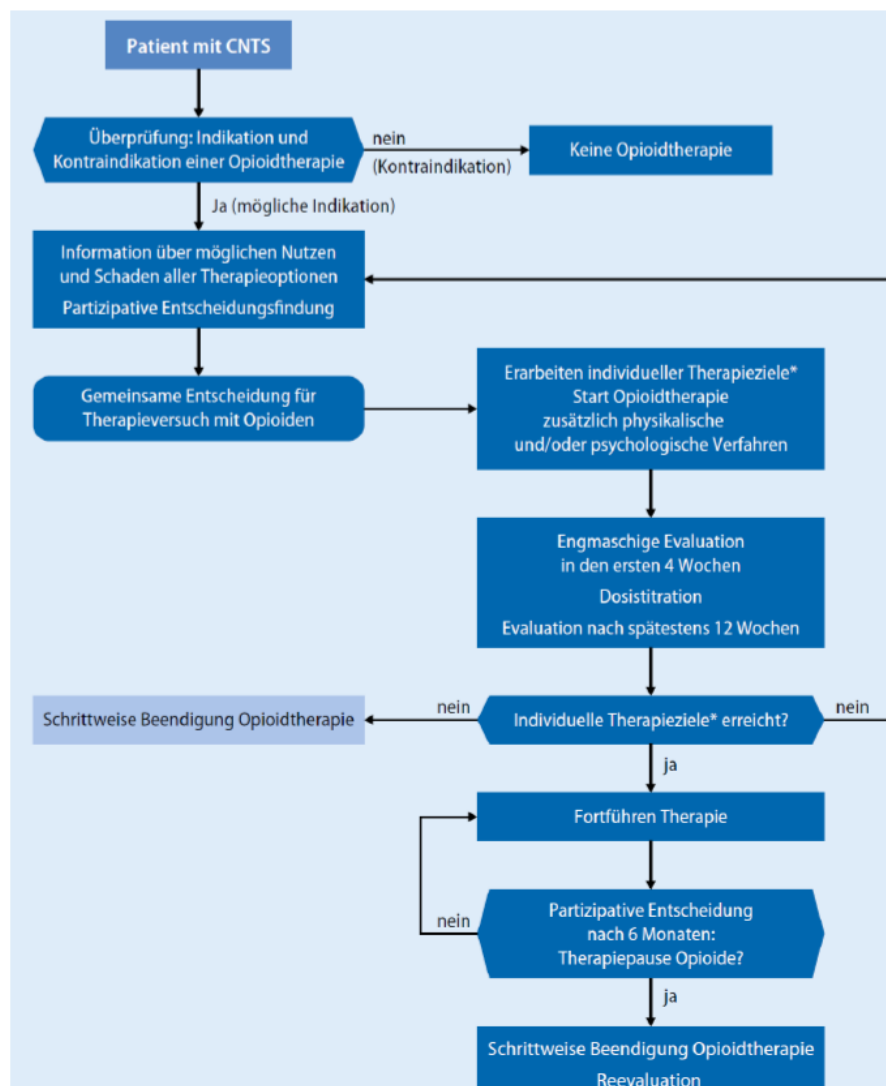 Patient mit CNTS
Überprüfung: Indikation und
Kontraindikation einer Opioidtherapie
nein
(Kontraindikation)
Keine Opioidtherapie
Ja (mögliche Indikation)
Information über möglichen Nutzen
und Schaden aller Therapieoptionen
Partizipative Entscheidungsfindung
Gemeinsame Entscheidung für
Therapieversuch mit Opioiden
Erarbeiten individueller Therapieziele*
Start Opioidtherapie
zusätzlich physikalische
und/oder psychologische Verfahren
Engmaschige Evaluation
in den ersten 4 Wochen
Dosistitration
Evaluation nach spätestens 12 Wochen
Schrittweise Beendigung Opioidtherapie
nein
Individuelle Therapieziele* erreicht?
nein
ja
Fortführen Therapie
nein
Partizipative Entscheidung
nach 6 Monaten:
Therapiepause Opioide?
ja
Schrittweise Beendigung Opioidtherapie
Reevaluation